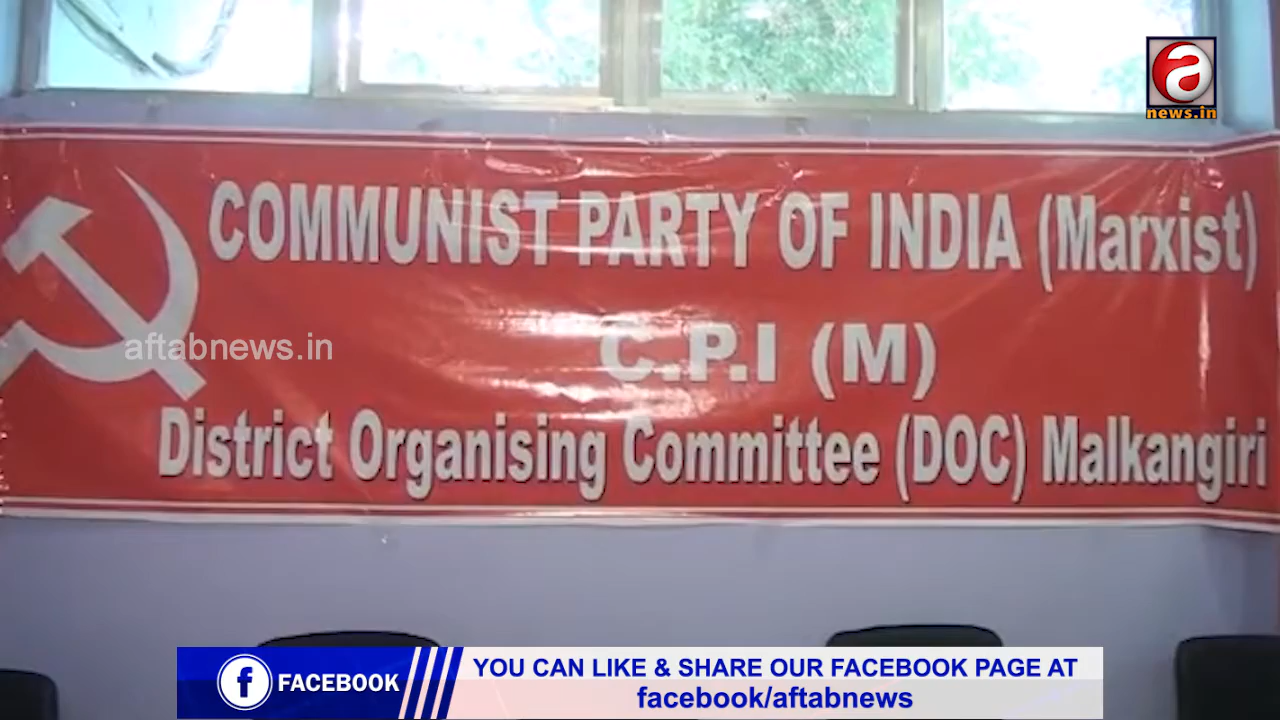 a
news.in
COMMUNIST PARTY OF INDIA (Marxist)
aftabnews.in
C.P.I (M)
District Organising Committee (DOC) Malkangiri
f FACEBOOK
YOU CAN LIKE & SHARE OUR FACEBOOK PAGE AT
facebook/aftabnews